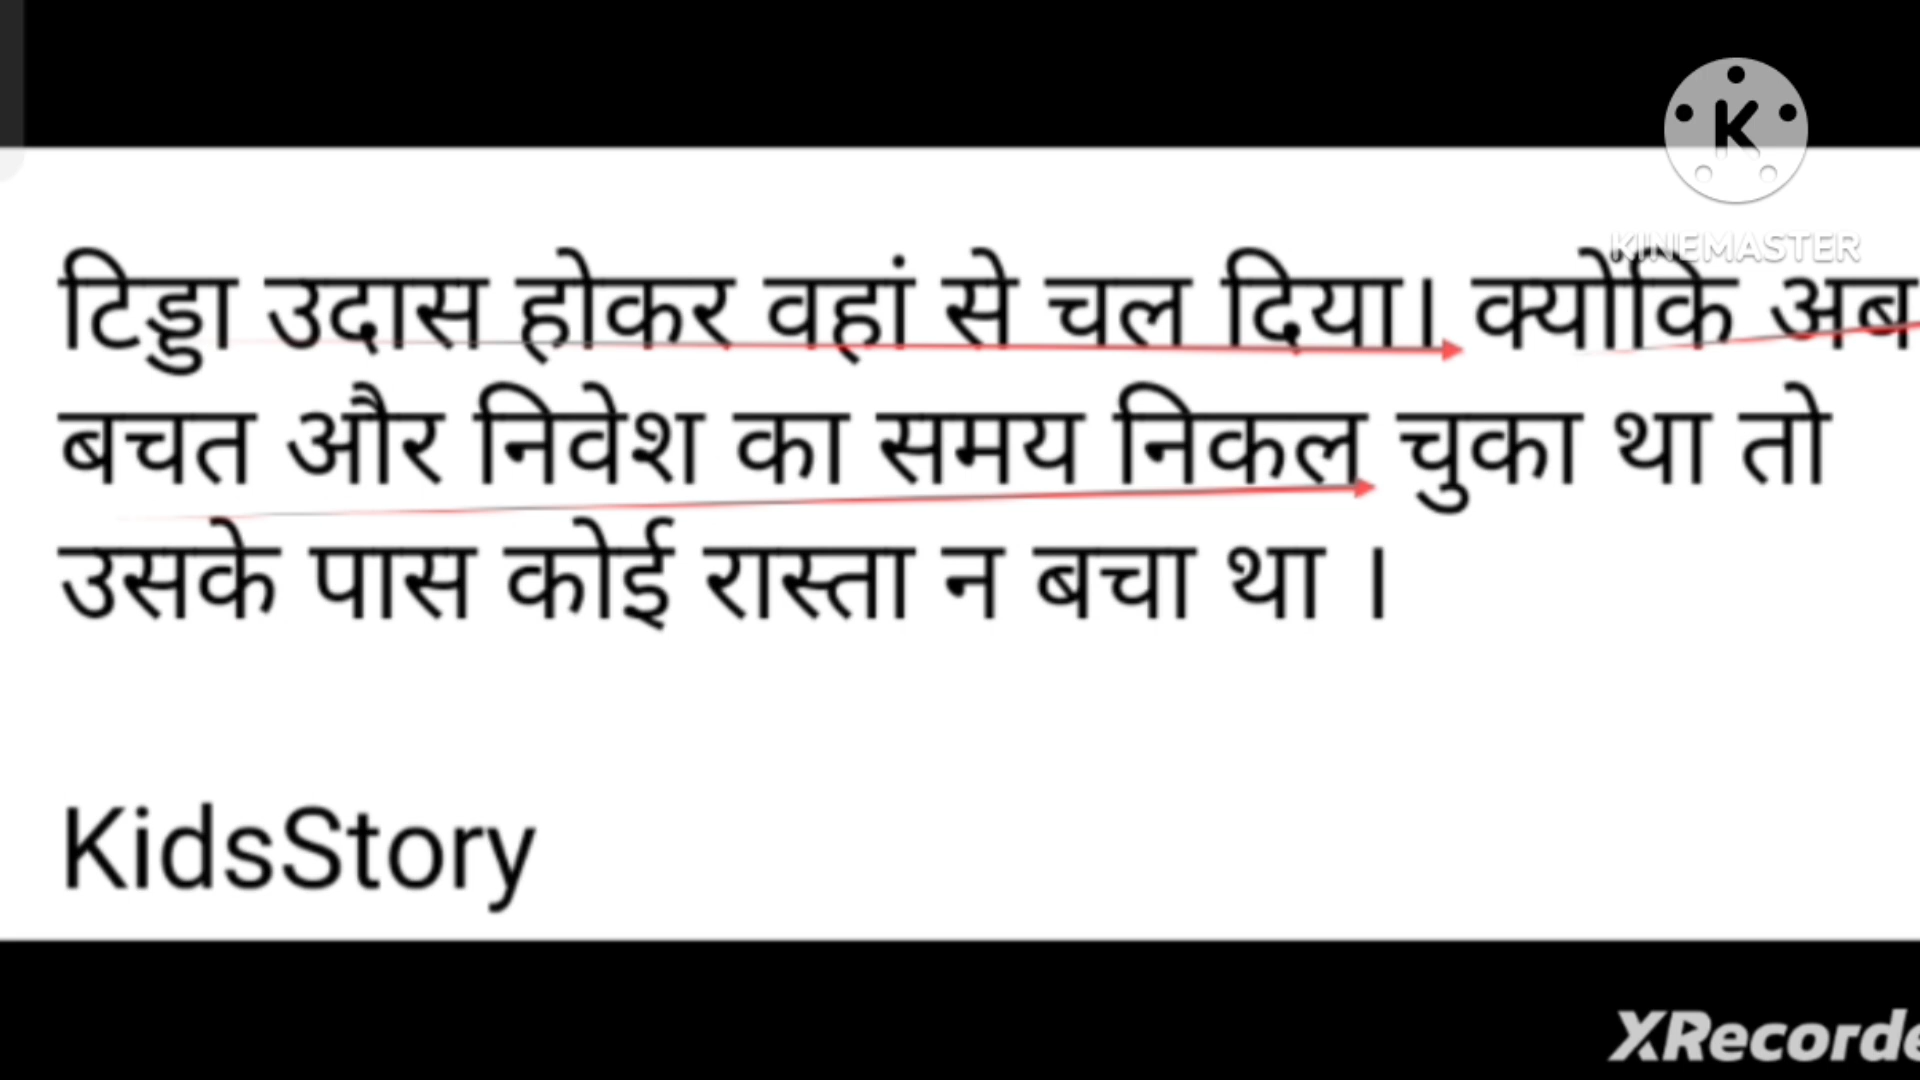 K
KINEMASTER
टिड्डा उदास होकर वहां से चल दिया। क्योंकि अब
बचत और निवेश का समय निकल चुका था तो
उसके पास कोई रास्ता न बचा था ।
KidsStory
XRecorde